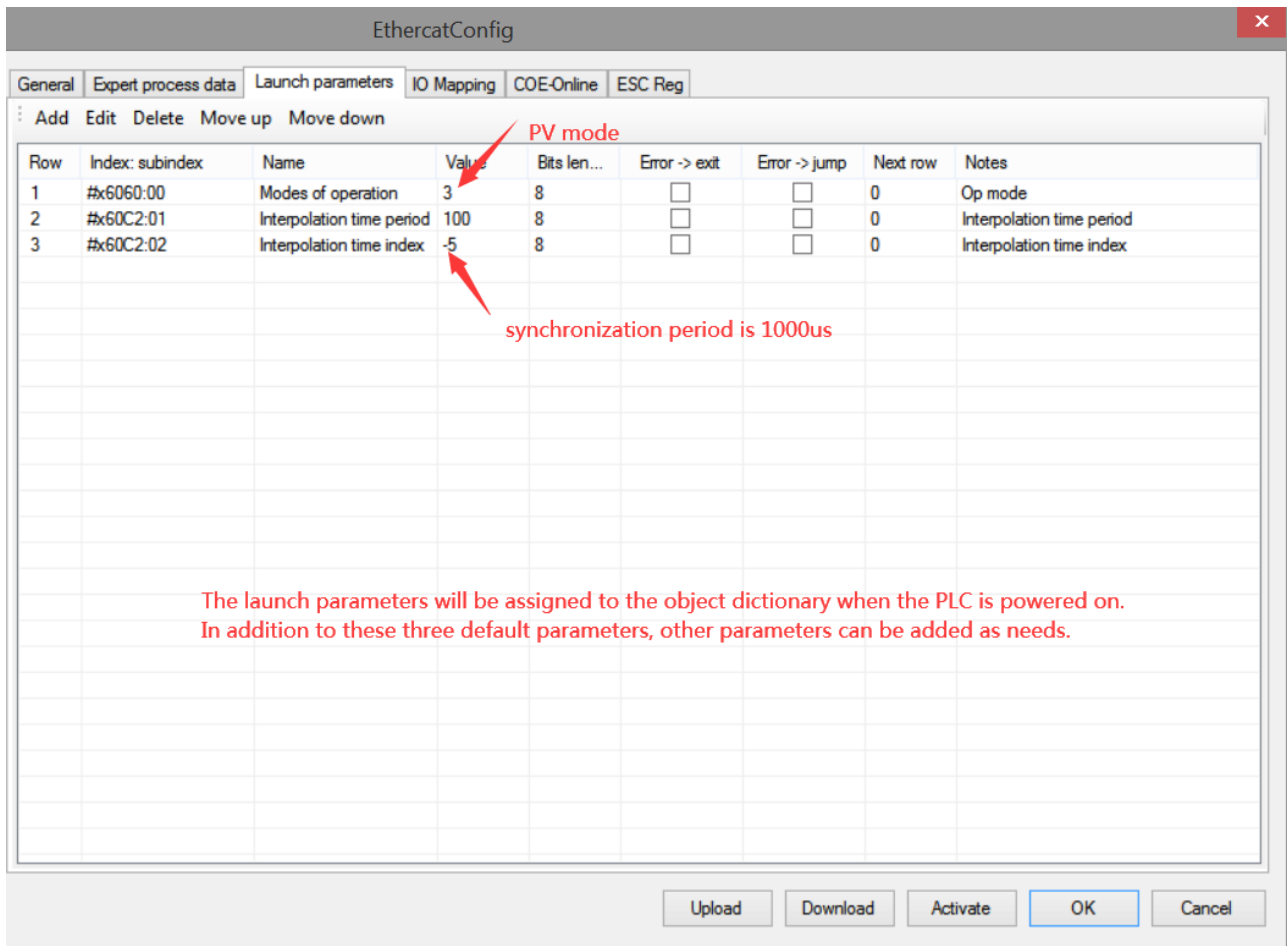 EthercatConfig
General Expert process data Launch parameters IO Mapping COE-Online ESC Reg
Add Edit Delete Move up Move down
PV mode
Row Index: subindex Name Value Bits len... Error -> exit Error -> jump Next row Notes
1 #x6060:00 Modes of operation 3 8 0 Op mode
2 #x60C2:01 Interpolation time period 100 8 0 Interpolation time period
3 #x60C2:02 Interpolation time index -5 8 0 Interpolation time index
synchronization period is 1000us
The launch parameters will be assigned to the object dictionary when the PLC is powered on.
In addition to these three default parameters, other parameters can be added as needs.
Upload Download Activate OK Cancel